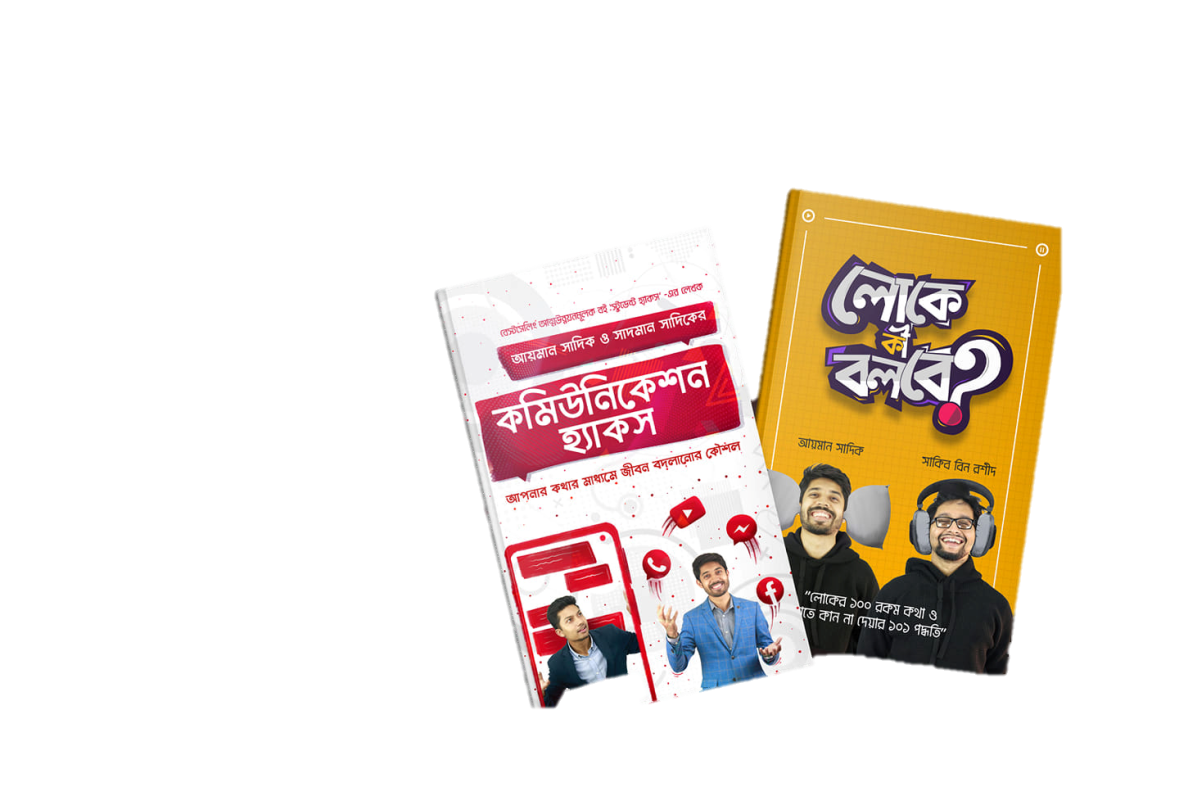 বেস্টসেলিং আত্মউন্নয়নমূলক বই 'স্টুডেন্ট হ্যাকস' -এর লেখক
আয়মান সাদিক ও সাদমান সাদিকের
কমিউনিকেশন
হ্যাকস
আপনার কথার মাধ্যমে জীবন বদলানোর কৌশল
লোকে
কী
বলবে?
আয়মান সাদিক
সাকিব বিন রশীদ
"লোকের ১০০ রকম কথা ও
তে কান না দেয়ার ১০১ পদ্ধতি"